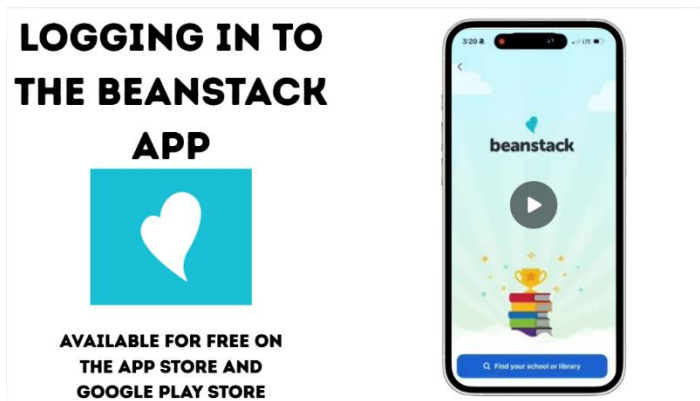 LOGGING IN TO
THE BEANSTACK
APP
AVAILABLE FOR FREE ON
THE APP STORE AND
GOOGLE PLAY STORE
3:20
LTE
beanstack
Find your school or library